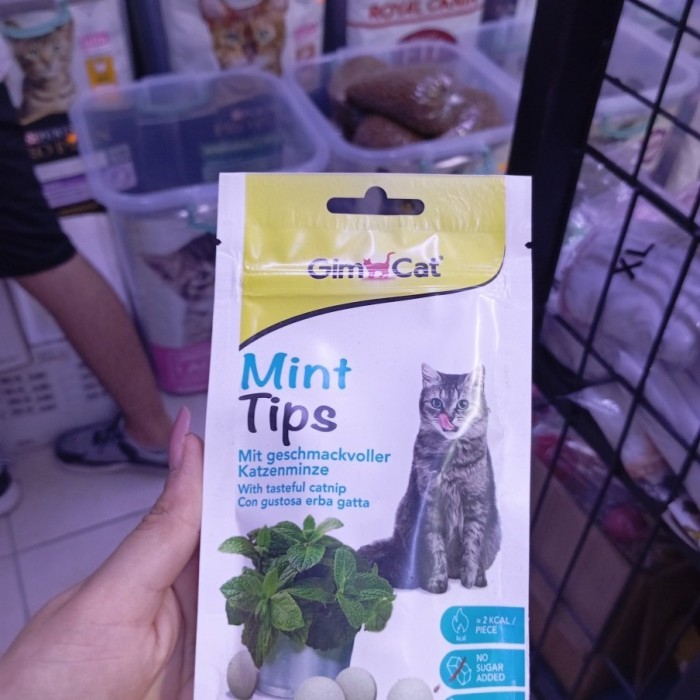 ROYAL CANIN
GimCat
Mint
Tips
Mit geschmackvoller
Katzenminze
With tasteful catnip
Con gustosa erba gatta
≈ 2 KCAL /
PIECE
kcal
NO
SUGAR
ADDED
XL